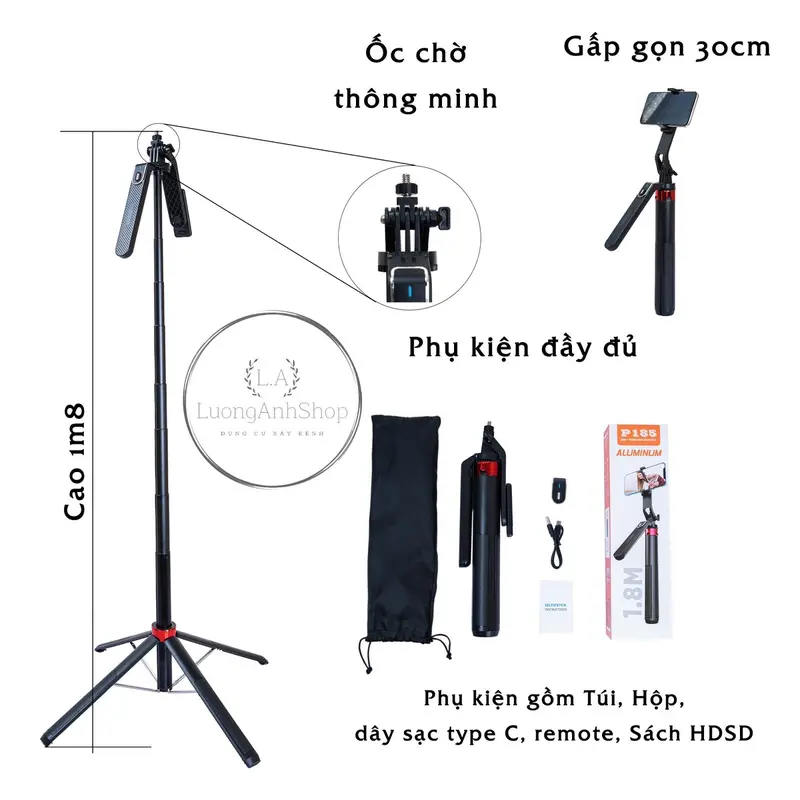 Ốc chờ
thông minh
Gấp gọn 30cm
Cao 1m8
L.A
LuongAnhShop
DỤNG CỤ XÂY KÊNH
Phụ kiện đầy đủ
P185
ALUMINUM
1.8M
Phụ kiện gồm Túi, Hộp,
dây sạc type C, remote, Sách HDSD